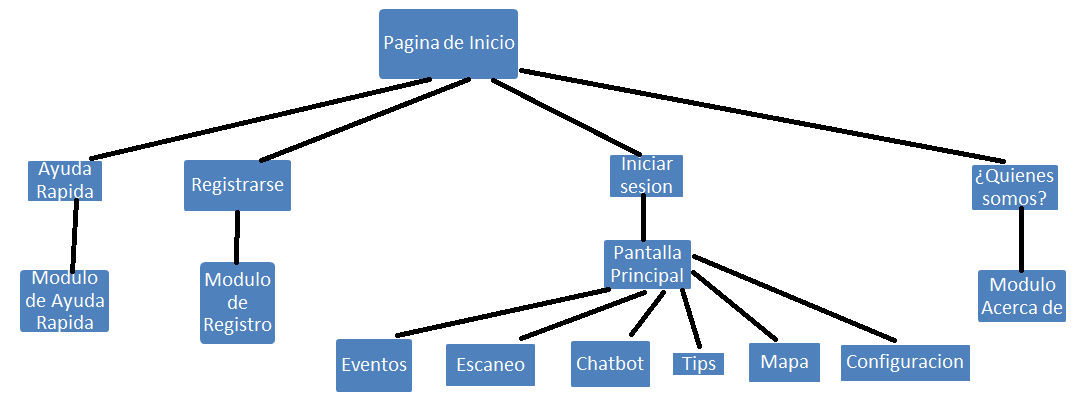 Pagina de Inicio
Ayuda
Rapida
Registrarse
Iniciar
sesion
¿Quienes
somos?
Modulo
de Ayuda
Rapida
Modulo
de
Registro
Pantalla
Principal
Modulo
Acerca de
Eventos
Escaneo
Chatbot
Tips
Mapa
Configuracion